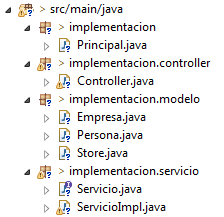 > src/main/java
> implementacion
> Principal.java
> implementacion.controller
> Controller.java
> implementacion.modelo
Empresa.java
Persona.java
Store.java
> implementacion.servicio
Servicio.java
ServicioImpl.java